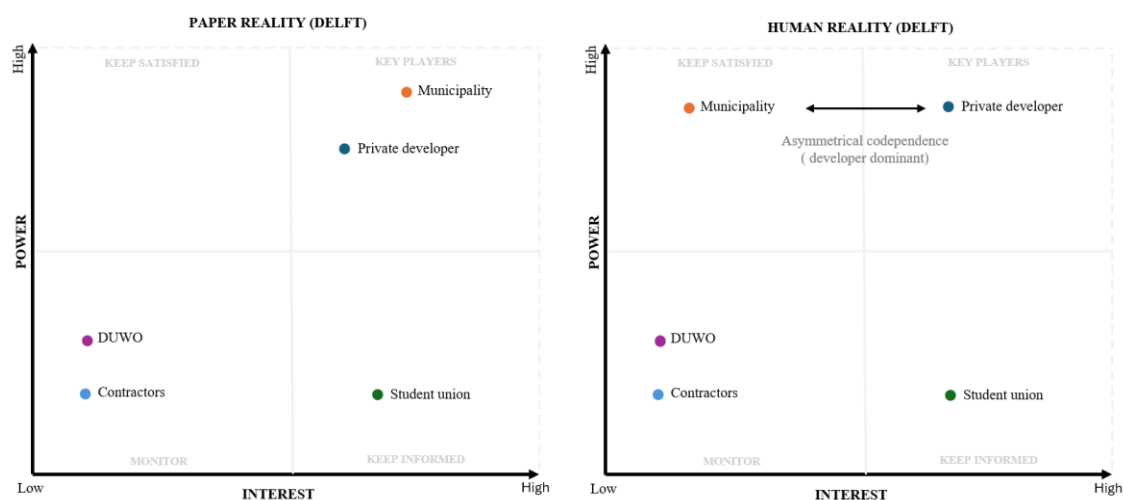 PAPER REALITY (DELFT)
High
KEEP SATISFIED
KEY PLAYERS
Municipality
Private developer
POWER
DUWO
Contractors
Student union
MONITOR
KEEP INFORMED
Low
INTEREST
High
HUMAN REALITY (DELFT)
High
KEEP SATISFIED
KEY PLAYERS
Municipality
Private developer
Asymmetrical codependence
( developer dominant)
POWER
DUWO
Contractors
Student union
MONITOR
KEEP INFORMED
Low
INTEREST
High